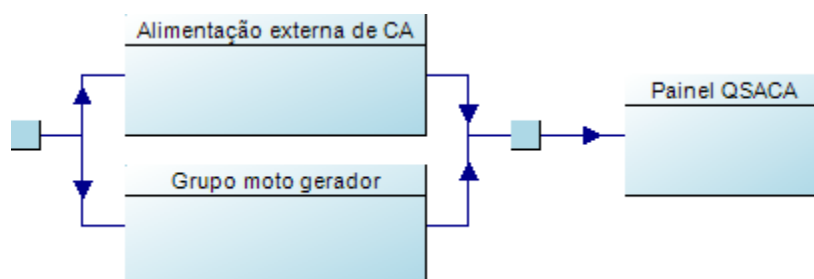 Alimentação externa de CA
Painel QSACA
Grupo moto gerador